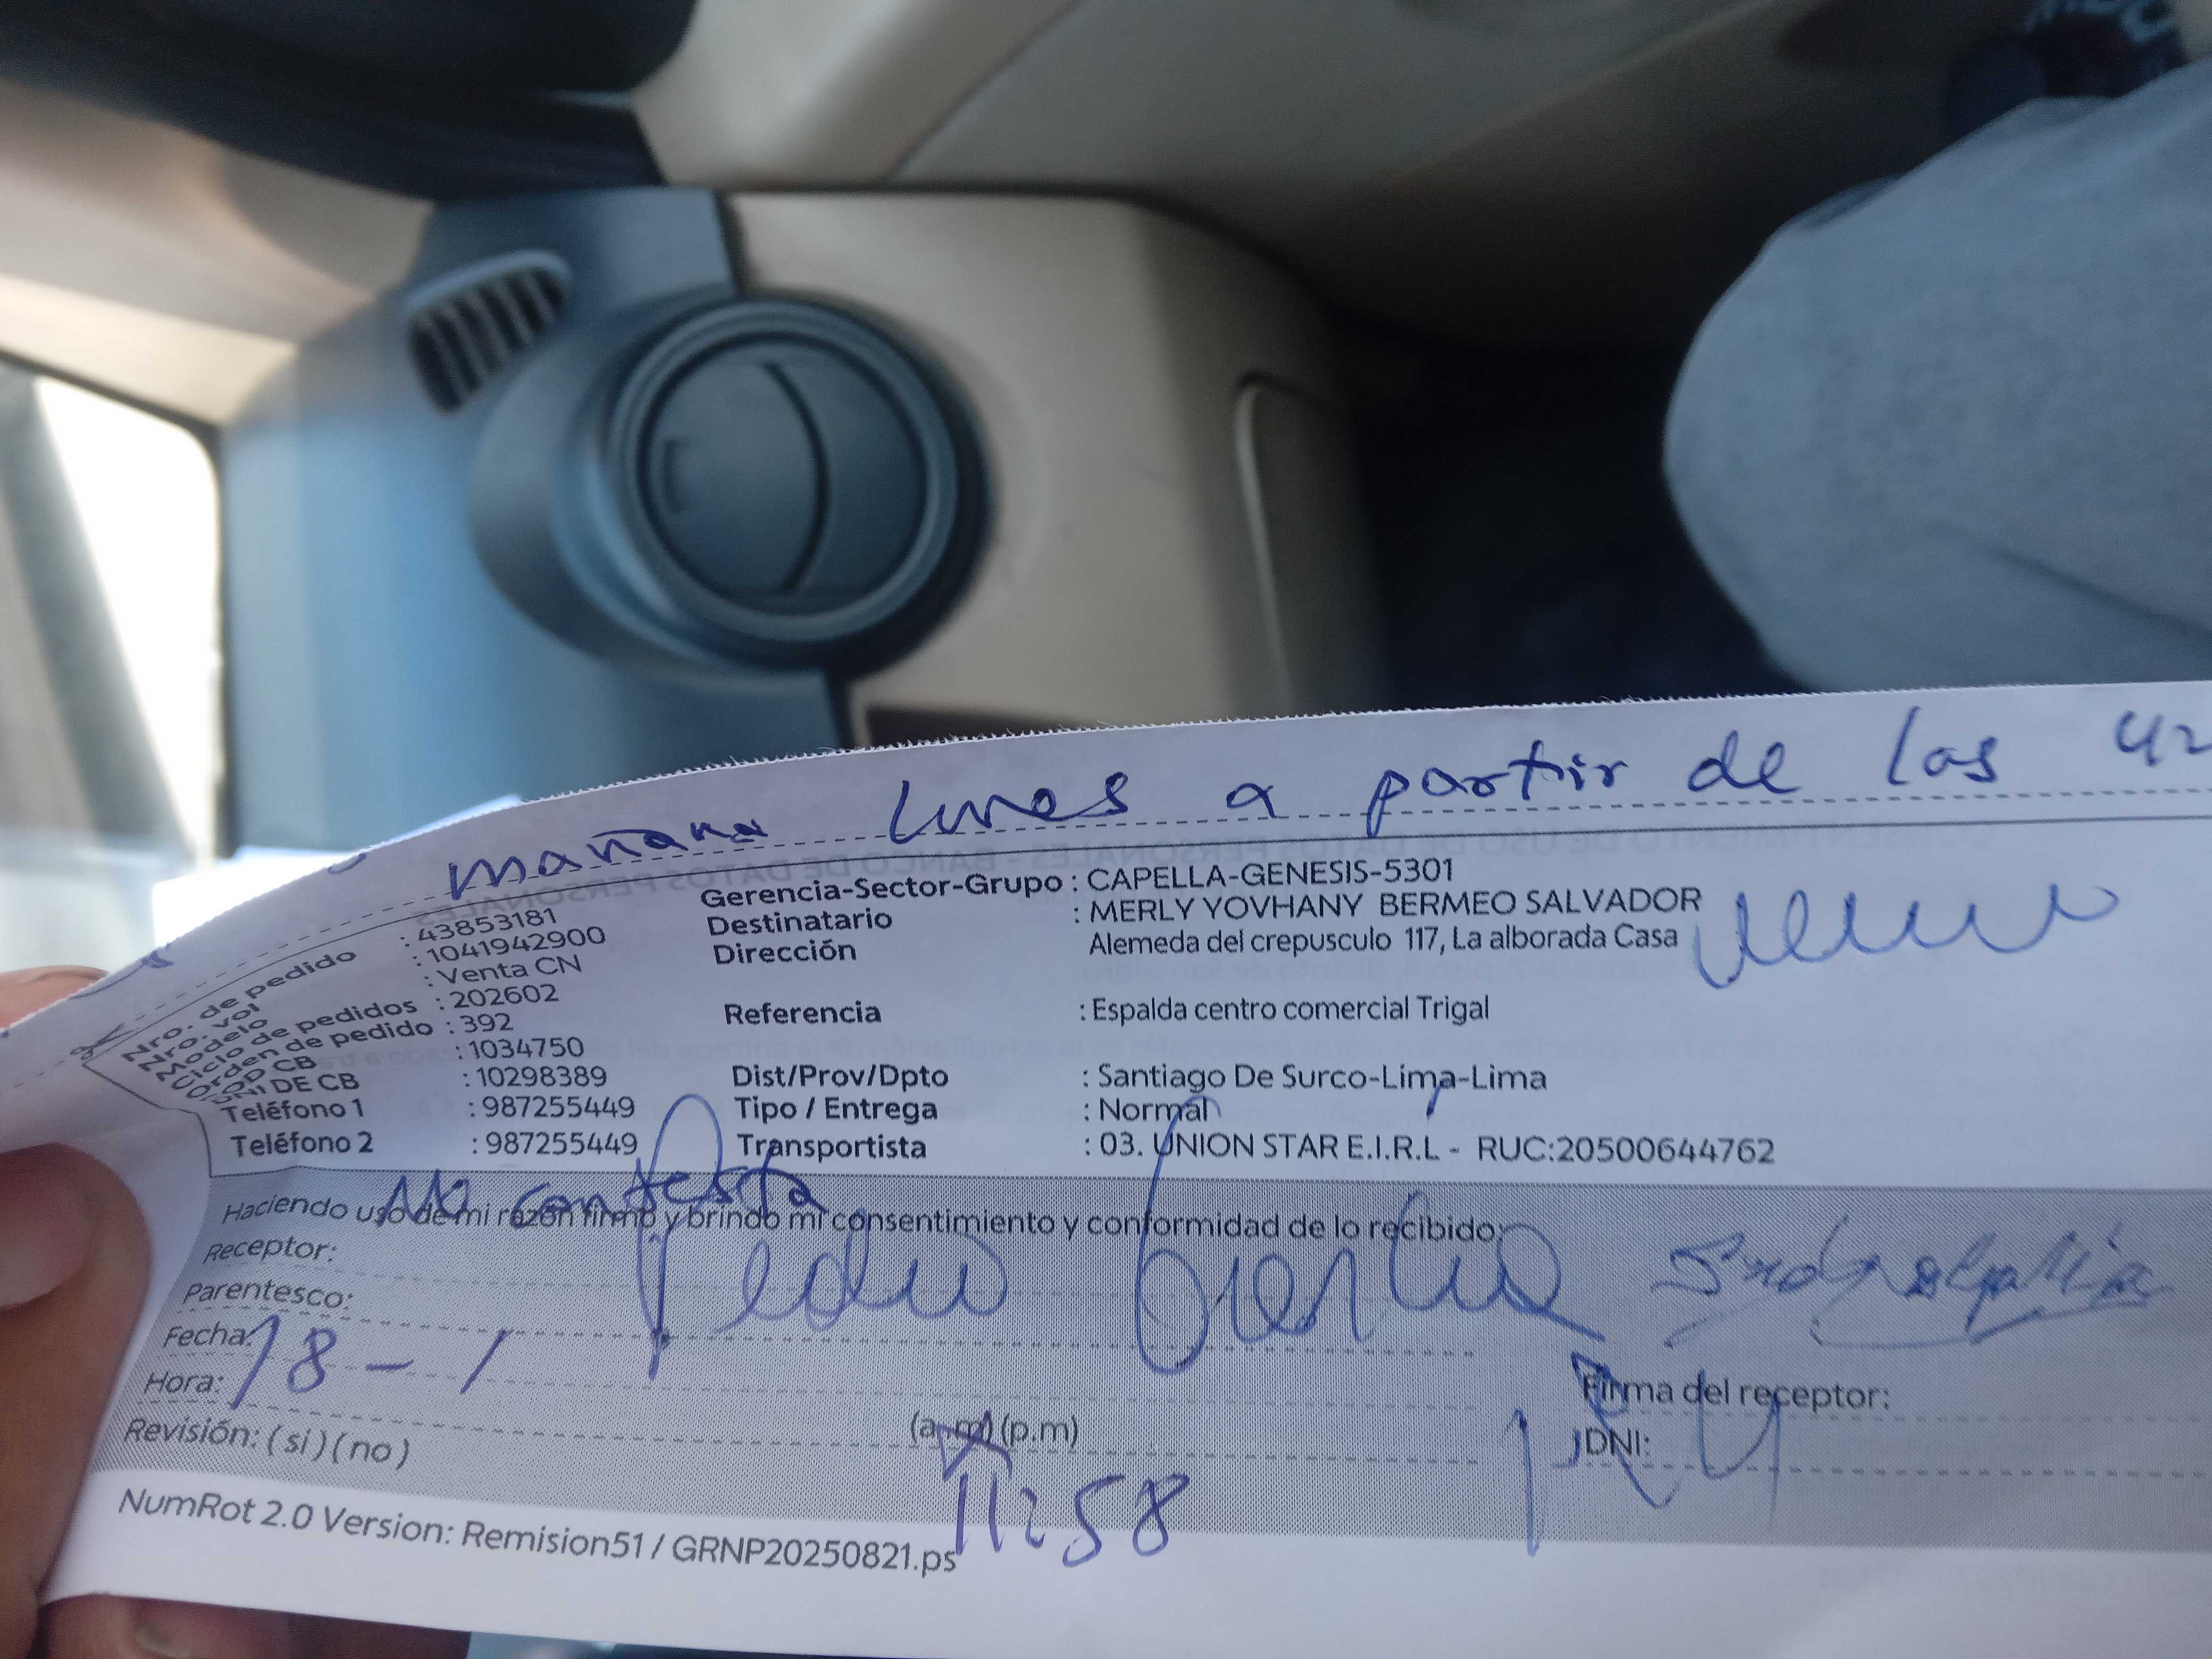 mañana lunes a partir de las
Nro. de pedido : 43853181
Nro. vol : 1041942900
Modelo : Venta CN
Ciclo de pedidos : 202602
Orden de pedido : 392
COD CB : 1034750
DNI DE CB : 10298389
Teléfono 1 : 987255449
Teléfono 2 : 987255449
Gerencia-Sector-Grupo : CAPELLA-GENESIS-5301
Destinatario : MERLY YOVHANY BERMEO SALVADOR
Dirección Alemeda del crepusculo 117, La alborada Casa
Referencia : Espalda centro comercial Trigal
Dist/Prov/Dpto : Santiago De Surco-Lima-Lima
Tipo / Entrega : Normal
Transportista : 03. UNION STAR E.I.R.L - RUC:20500644762
No contesta
Haciendo uso de mi razón firmo y brindo mi consentimiento y conformidad de lo recibido:
Receptor:
Pedro
Parentesco:
Fecha: 18-1
Hora: (a.m)(p.m)
11:58
Revisión: (si)(no)
Firma del receptor:
DNI:
NumRot 2.0 Version: Remision51 / GRNP20250821.ps